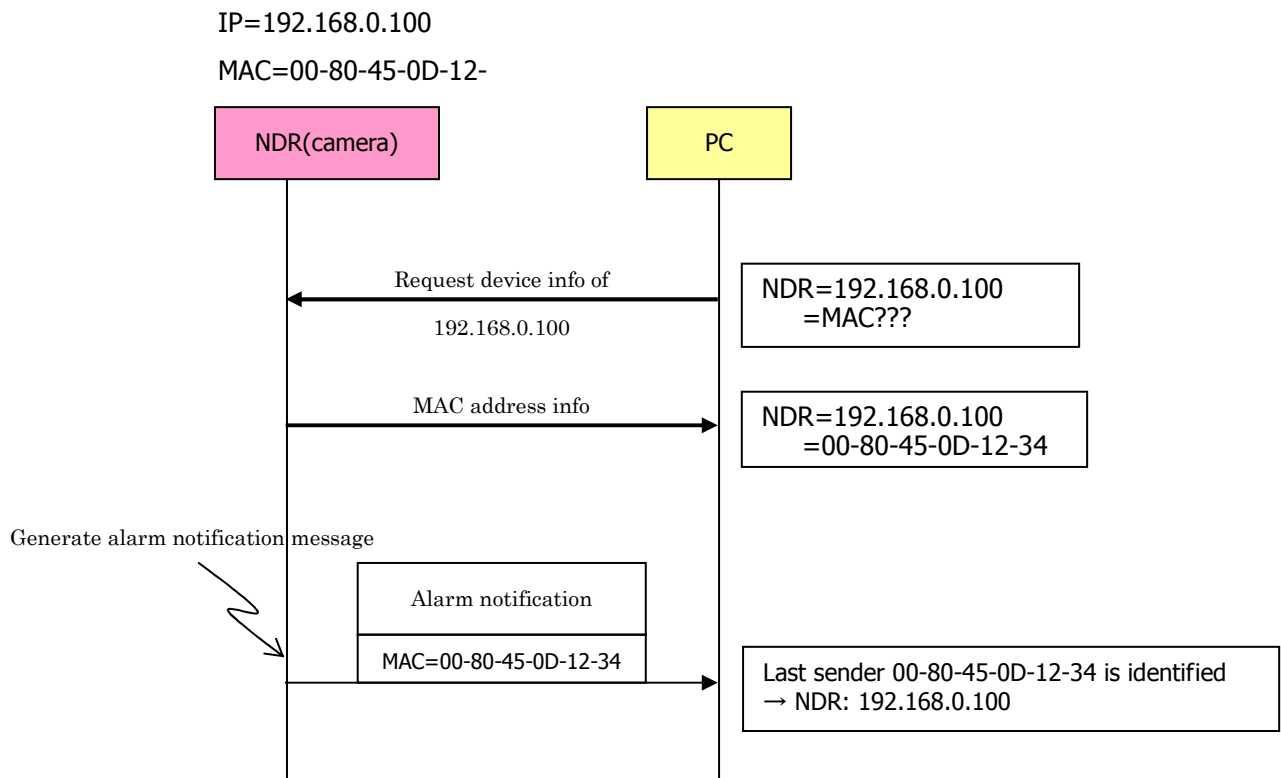 IP=192.168.0.100
MAC=00-80-45-0D-12-
NDR(camera)
PC
Request device info of
192.168.0.100
NDR=192.168.0.100
=MAC???
MAC address info
NDR=192.168.0.100
=00-80-45-0D-12-34
Generate alarm notification message
Alarm notification
MAC=00-80-45-0D-12-34
Last sender 00-80-45-0D-12-34 is identified
→ NDR: 192.168.0.100